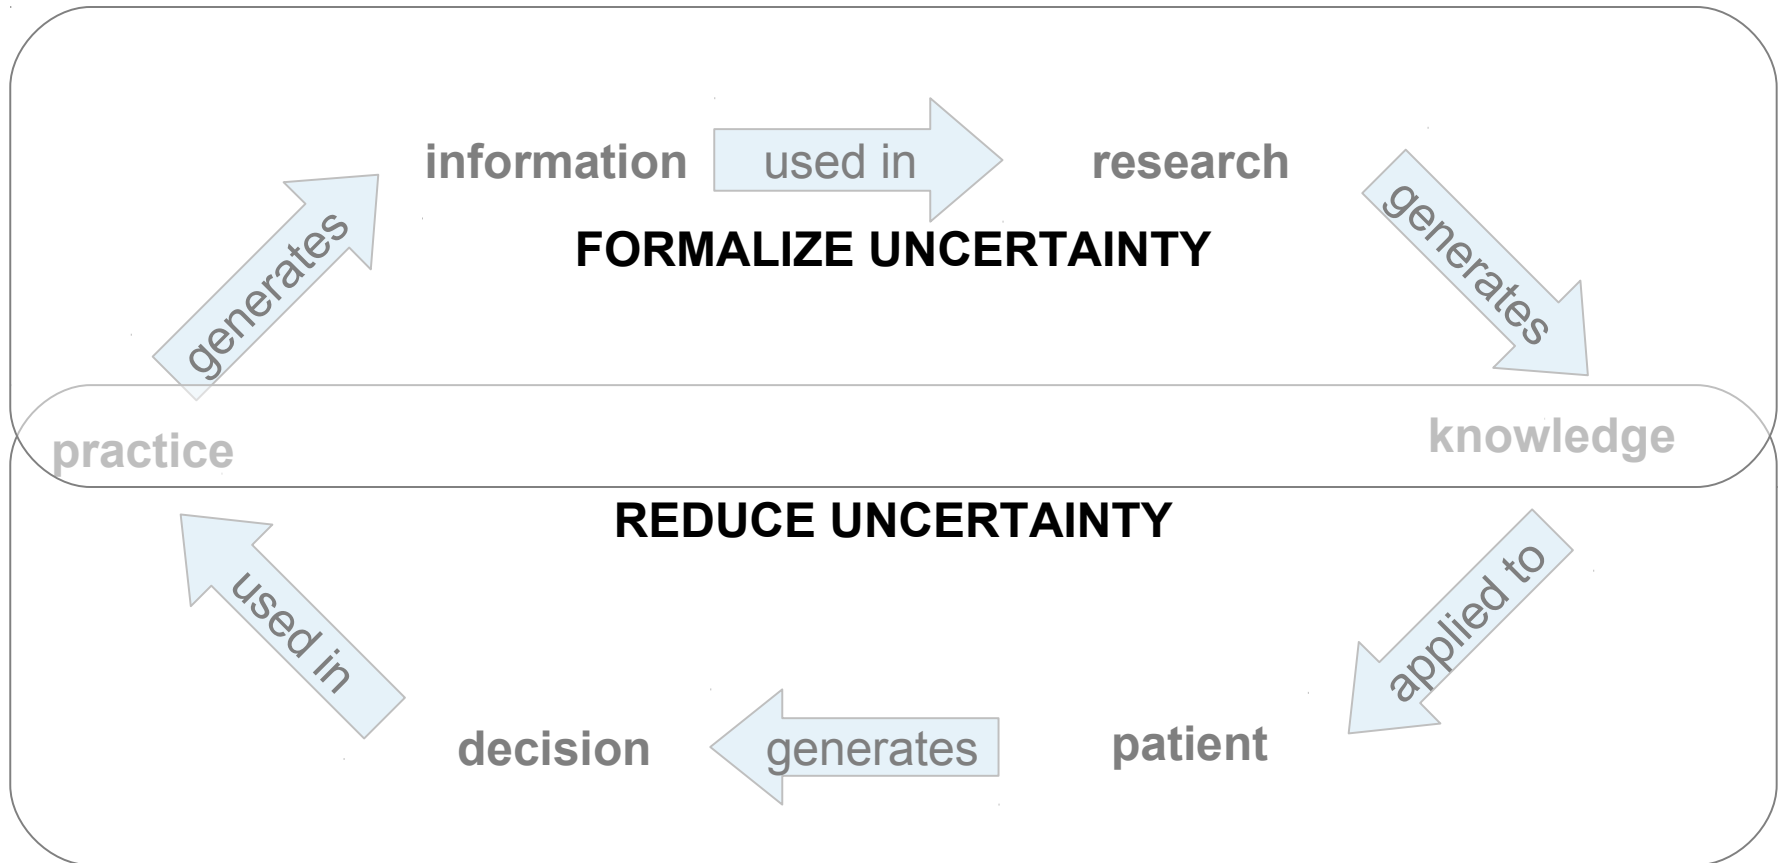 information
used in
research
generates
generates
FORMALIZE UNCERTAINTY
practice
knowledge
REDUCE UNCERTAINTY
used in
applied to
decision
generates
patient